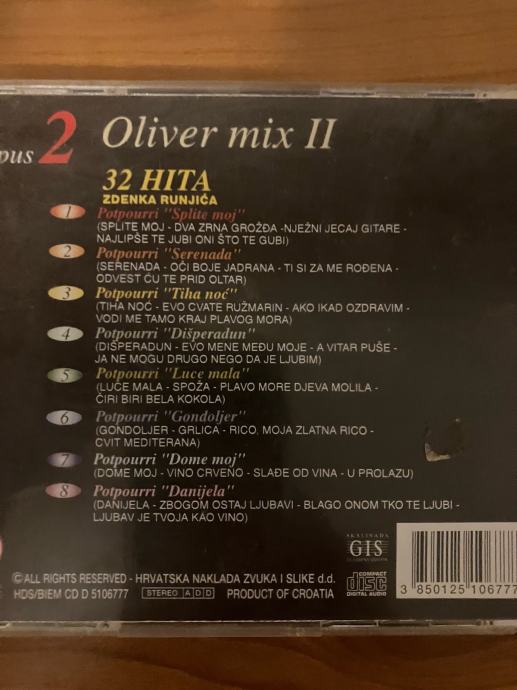 pus 2 Oliver mix II
32 HITA
ZDENKA RUNJIĆA
1 Potpourri "Splite moj"
(SPLITE MOJ - DVA ZRNA GROŽĐA -NJEŽNI JECAJ GITARE -
NAJLIPŠE TE JUBI ONI ŠTO TE GUBI)
2 Potpourri "Serenada"
(SERENADA - OČI BOJE JADRANA - TI SI ZA ME ROĐENA -
ODVEST ĆU TE PRID OLTAR)
3 Potpourri "Tiha noć"
(TIHA NOĆ - EVO CVATE RUŽMARIN - AKO IKAD OZDRAVIM -
VODI ME TAMO KRAJ PLAVOG MORA)
4 Potpourri "Dišperadun"
(DIŠPERADUN - EVO MENE MEĐU MOJE - A VITAR PUŠE -
JA NE MOGU DRUGO NEGO DA JE LJUBIM)
5 Potpourri "Luce mala"
(LUCE MALA - SPOŽA - PLAVO MORE DJEVA MOLILA -
ĆIRI BIRI BELA KOKOLA)
6 Potpourri "Gondoljer"
(GONDOLJER - GRLICA - RICO, MOJA ZLATNA RICO -
CVIT MEDITERANA)
7 Potpourri "Dome moj"
(DOME MOJ - VINO CRVENO - SLAĐE OD VINA - U PROLAZU)
8 Potpourri "Danijela"
(DANIJELA - ZBOGOM OSTAJ LJUBAVI - BLAGO ONOM TKO TE LJUBI -
LJUBAV JE TVOJA KAO VINO)
SKALINADA
GIS
©ALL RIGHTS RESERVED - HRVATSKA NAKLADA ZVUKA I SLIKE d.d.
HDS/BIEM CD D 5106777 STEREO A D D PRODUCT OF CROATIA
COMPACT
disc
DIGITAL AUDIO
3 850125 106777